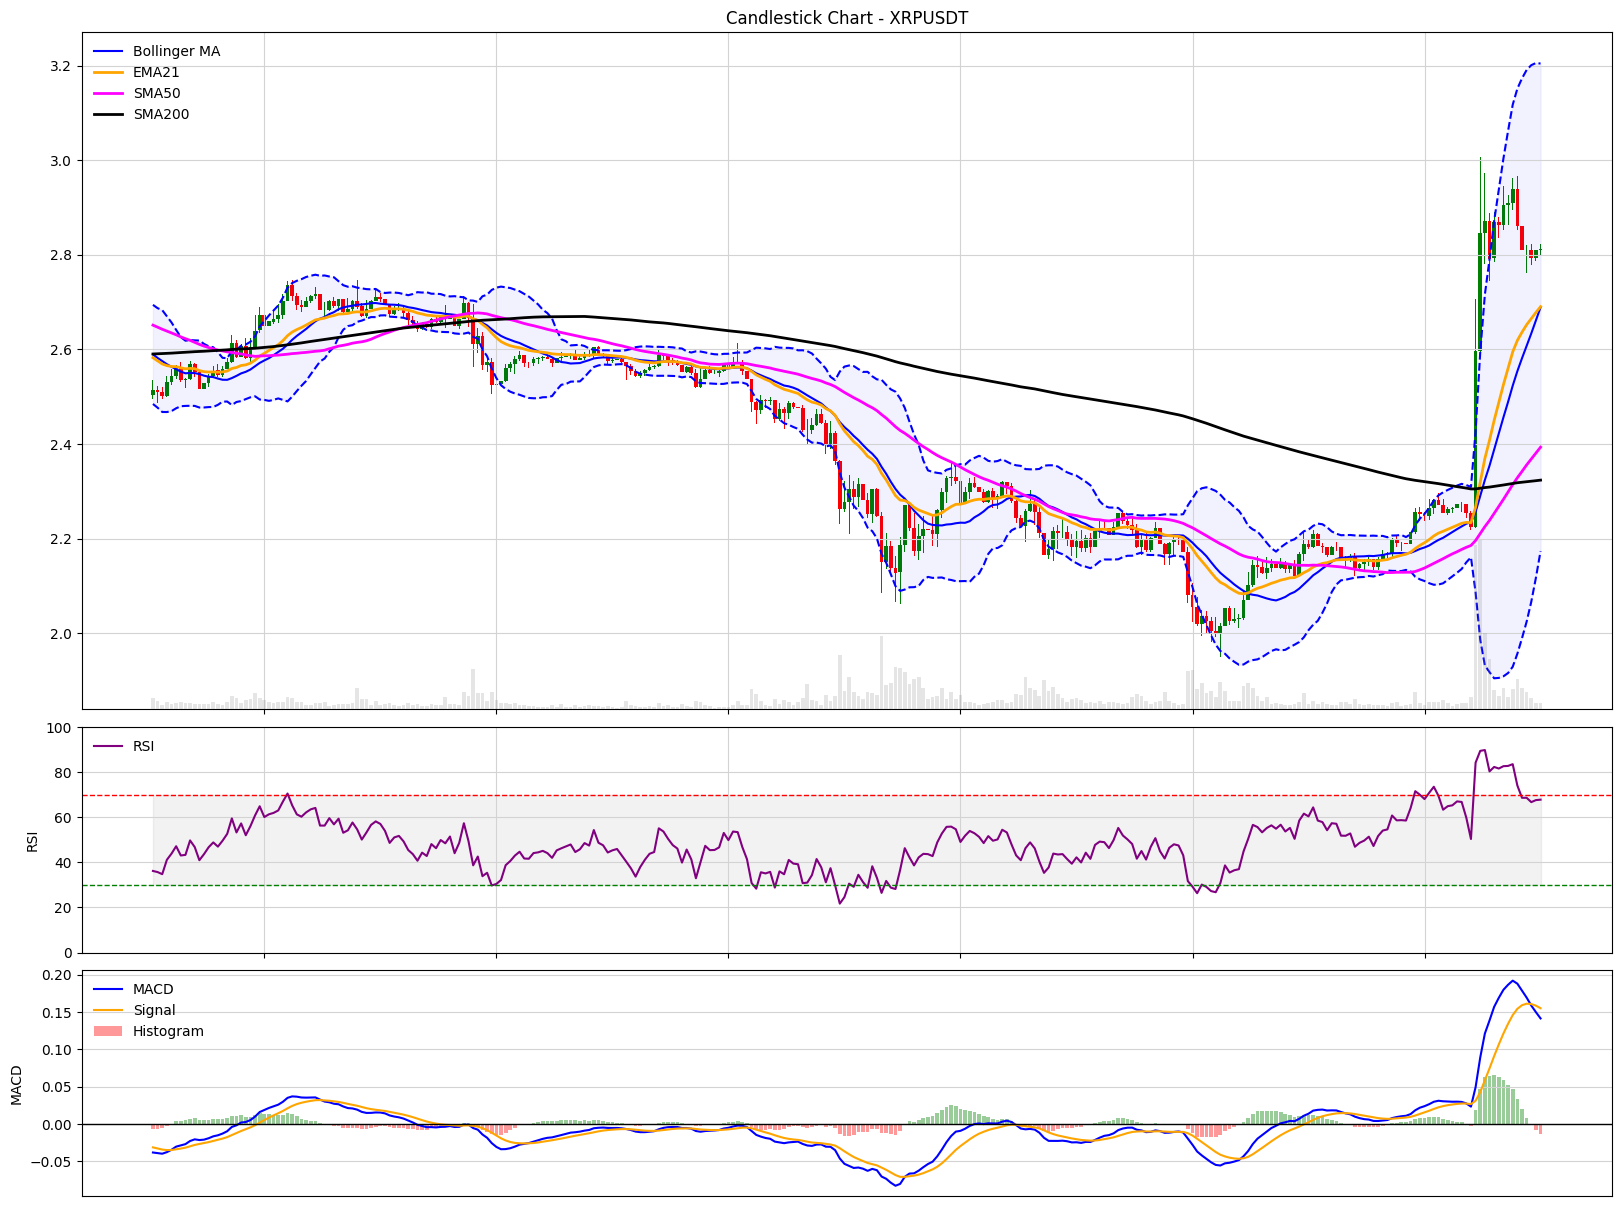 Candlestick Chart - XRPUSDT
Bollinger MA
EMA21
SMA50
SMA200
3.2
3.0
2.8
2.6
2.4
2.2
2.0
RSI
100
80
60
40
20
0
RSI
MACD
Signal
Histogram
0.20
0.15
0.10
0.05
0.00
−0.05
MACD